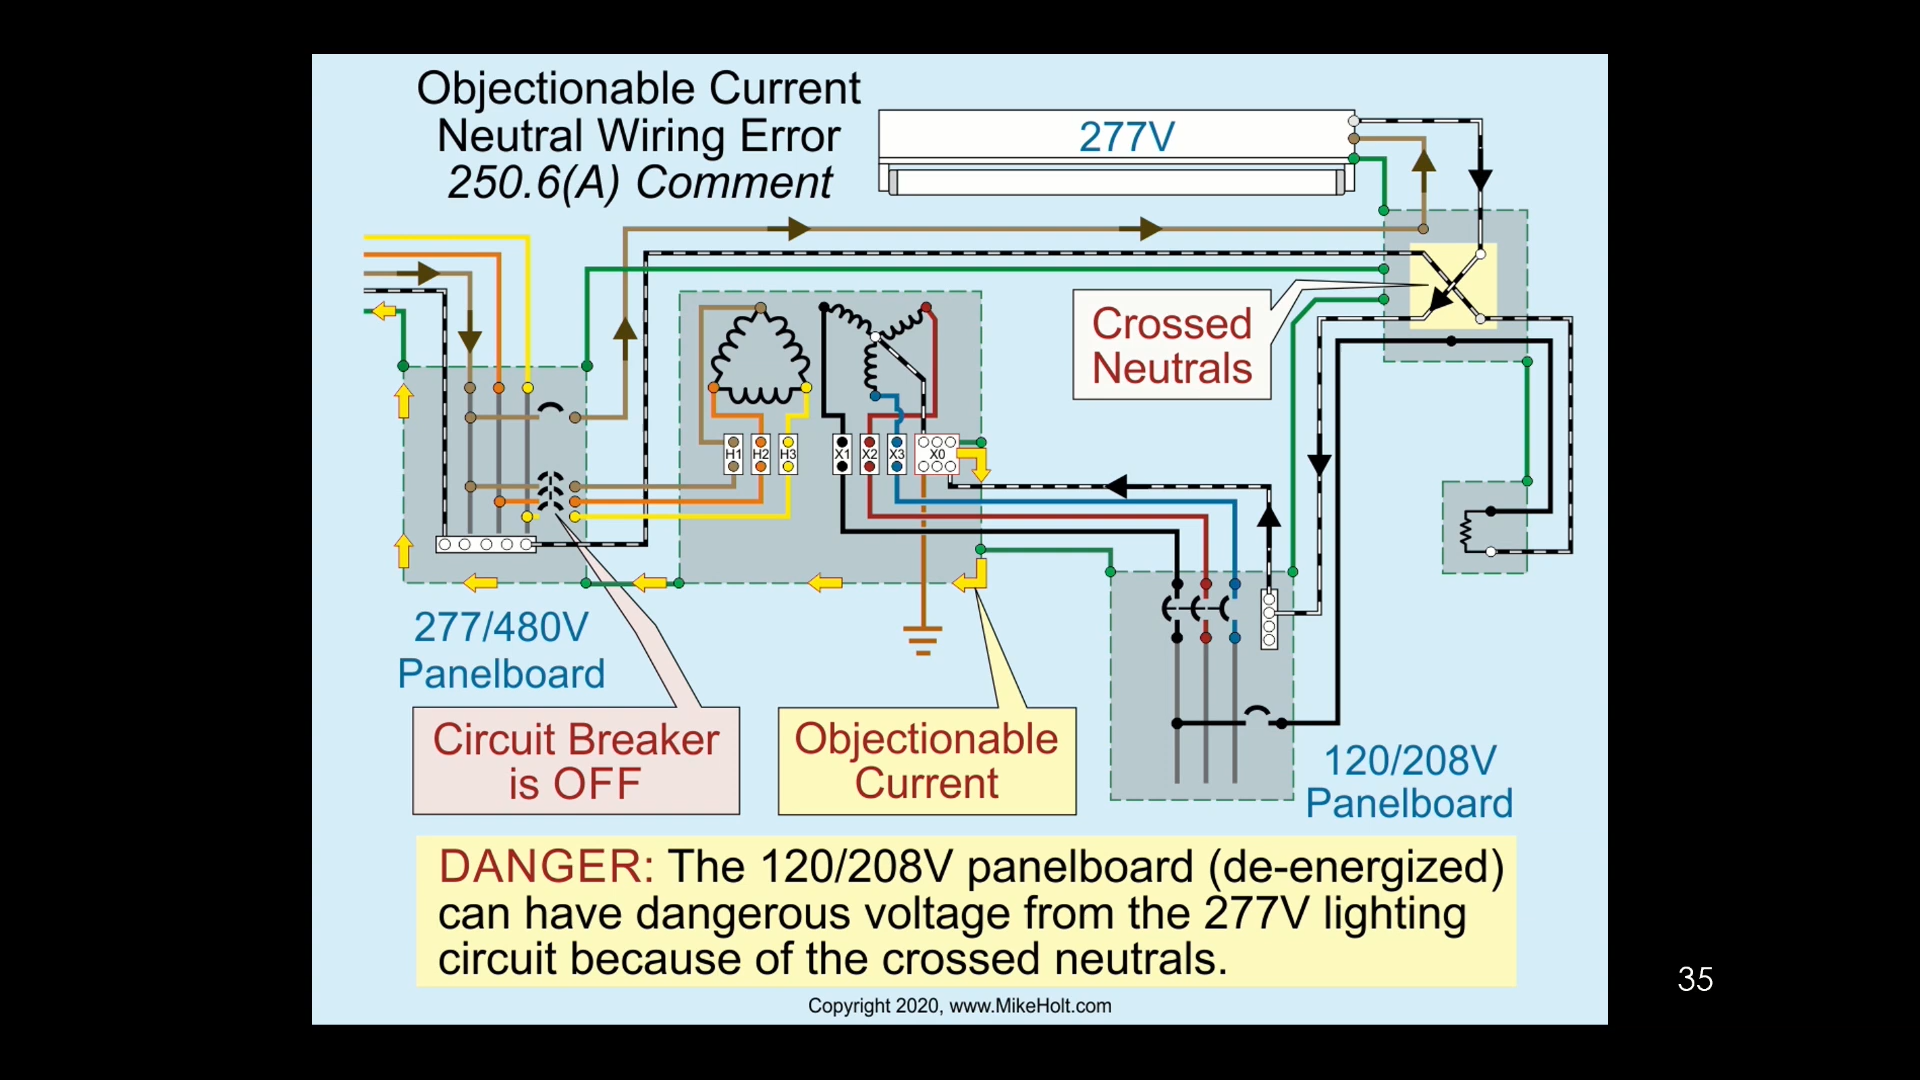 Objectionable Current
Neutral Wiring Error
250.6(A) Comment
277V
Crossed
Neutrals
H1 H2 H3 X1 X2 X3 X0
277/480V
Panelboard
Circuit Breaker
is OFF
Objectionable
Current
120/208V
Panelboard
DANGER: The 120/208V panelboard (de-energized)
can have dangerous voltage from the 277V lighting
circuit because of the crossed neutrals.
Copyright 2020, www.MikeHolt.com
35